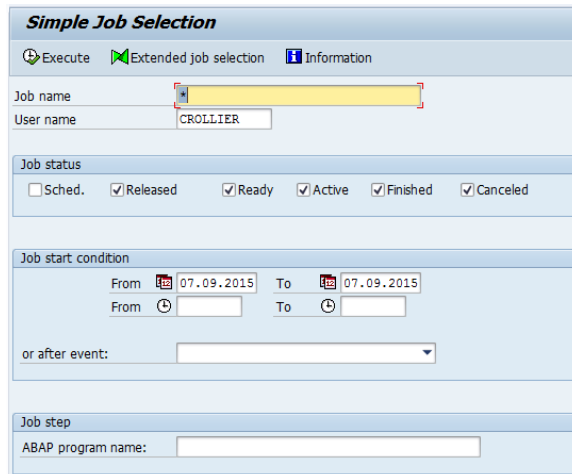 Simple Job Selection
Execute Extended job selection Information
Job name *
User name CROLLIER
Job status
Sched. Released Ready Active Finished Canceled
Job start condition
From 07.09.2015 To 07.09.2015
From To
or after event:
Job step
ABAP program name: